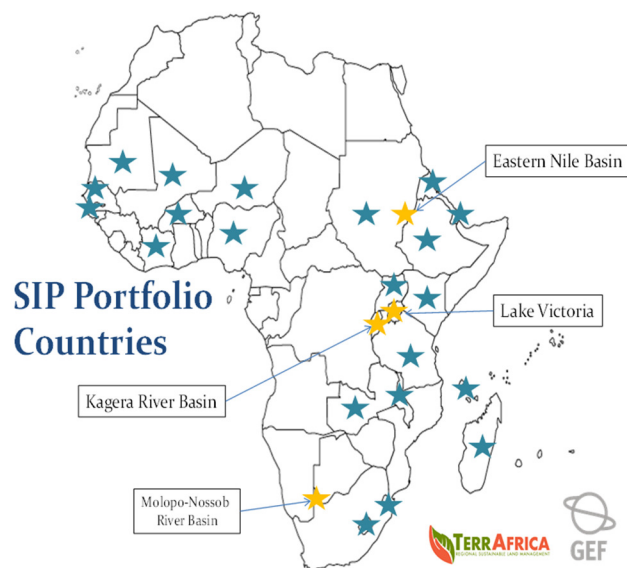 Eastern Nile Basin
SIP Portfolio
Countries
Lake Victoria
Kagera River Basin
Molopo-Nossob
River Basin
TERRAFRICA
REGIONAL SUSTAINABLE LAND MANAGEMENT
GEF